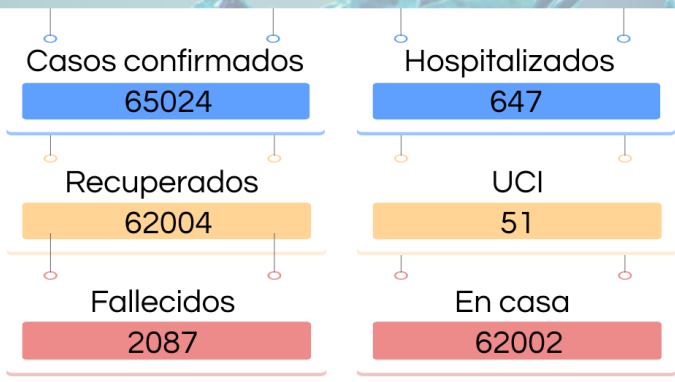 Casos confirmados
65024
Hospitalizados
647
Recuperados
62004
UCI
51
Fallecidos
2087
En casa
62002